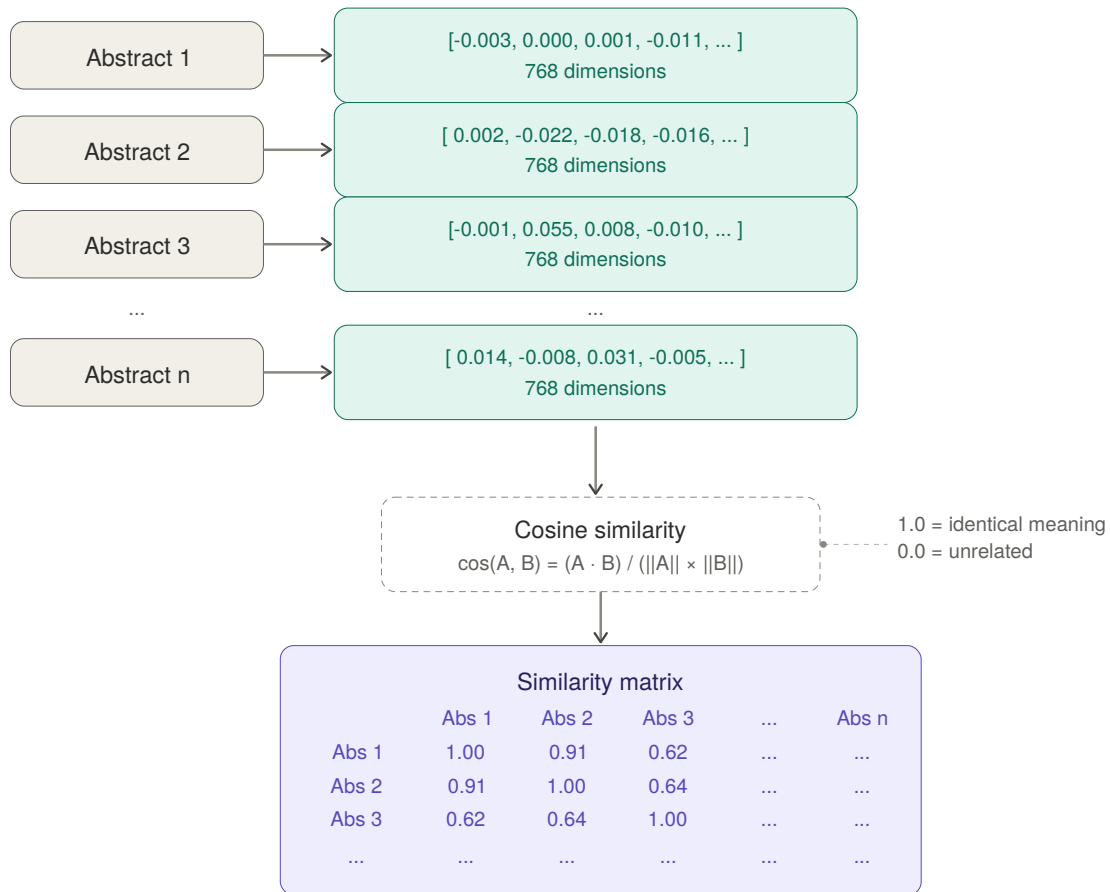 Abstract 1
[-0.003, 0.000, 0.001, -0.011, ... ]
768 dimensions
Abstract 2
[ 0.002, -0.022, -0.018, -0.016, ... ]
768 dimensions
Abstract 3
[-0.001, 0.055, 0.008, -0.010, ... ]
768 dimensions
... ...
Abstract n
[ 0.014, -0.008, 0.031, -0.005, ... ]
768 dimensions
Cosine similarity
cos(A, B) = (A · B) / (||A|| × ||B||)
1.0 = identical meaning
0.0 = unrelated
Similarity matrix
Abs 1 Abs 2 Abs 3 ... Abs n
Abs 1 1.00 0.91 0.62 ... ...
Abs 2 0.91 1.00 0.64 ... ...
Abs 3 0.62 0.64 1.00 ... ...
... ... ... ... ... ...